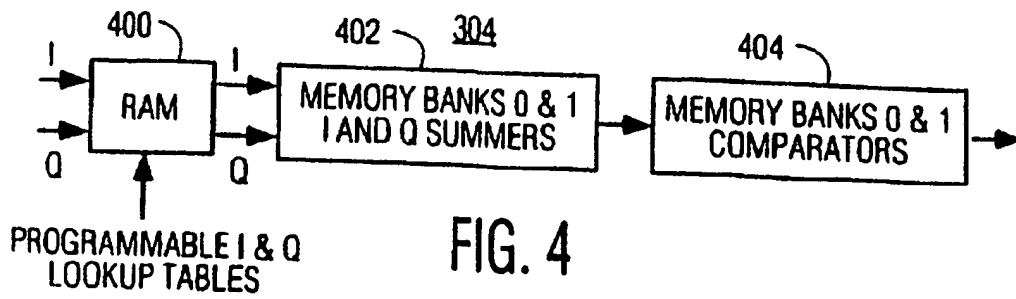 400
402
304
404
I
I
RAM
MEMORY BANKS 0 & 1
I AND Q SUMMERS
MEMORY BANKS 0 & 1
COMPARATORS
Q
Q
PROGRAMMABLE I & Q
LOOKUP TABLES
FIG. 4